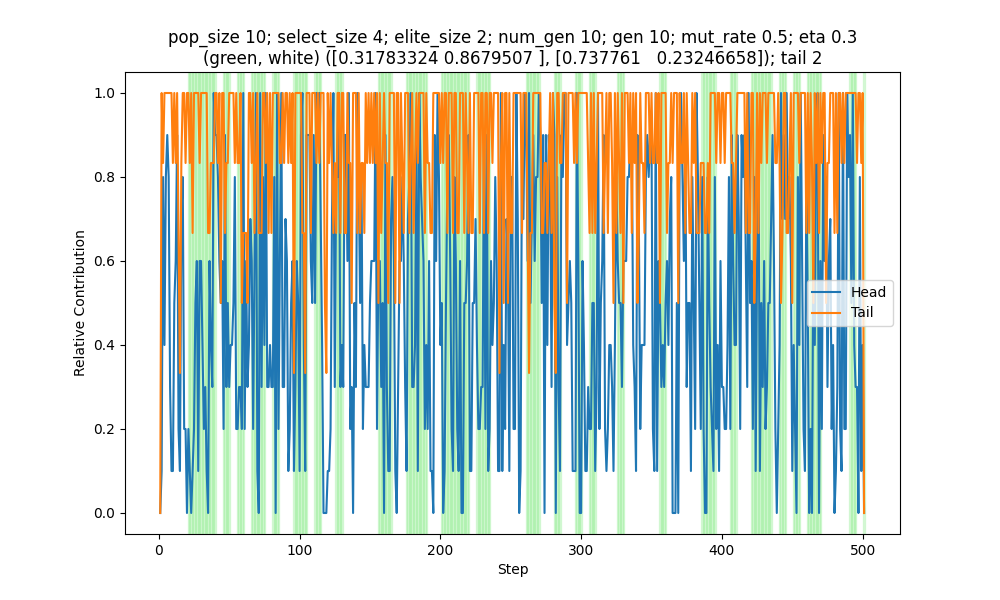 pop_size 10; select_size 4; elite_size 2; num_gen 10; gen 10; mut_rate 0.5; eta 0.3
(green, white) ([0.31783324 0.8679507 ], [0.737761   0.23246658]); tail 2
1.0
0.8
0.6
0.4
0.2
0.0
Relative Contribution
Head
Tail
0
100
200
300
400
500
Step